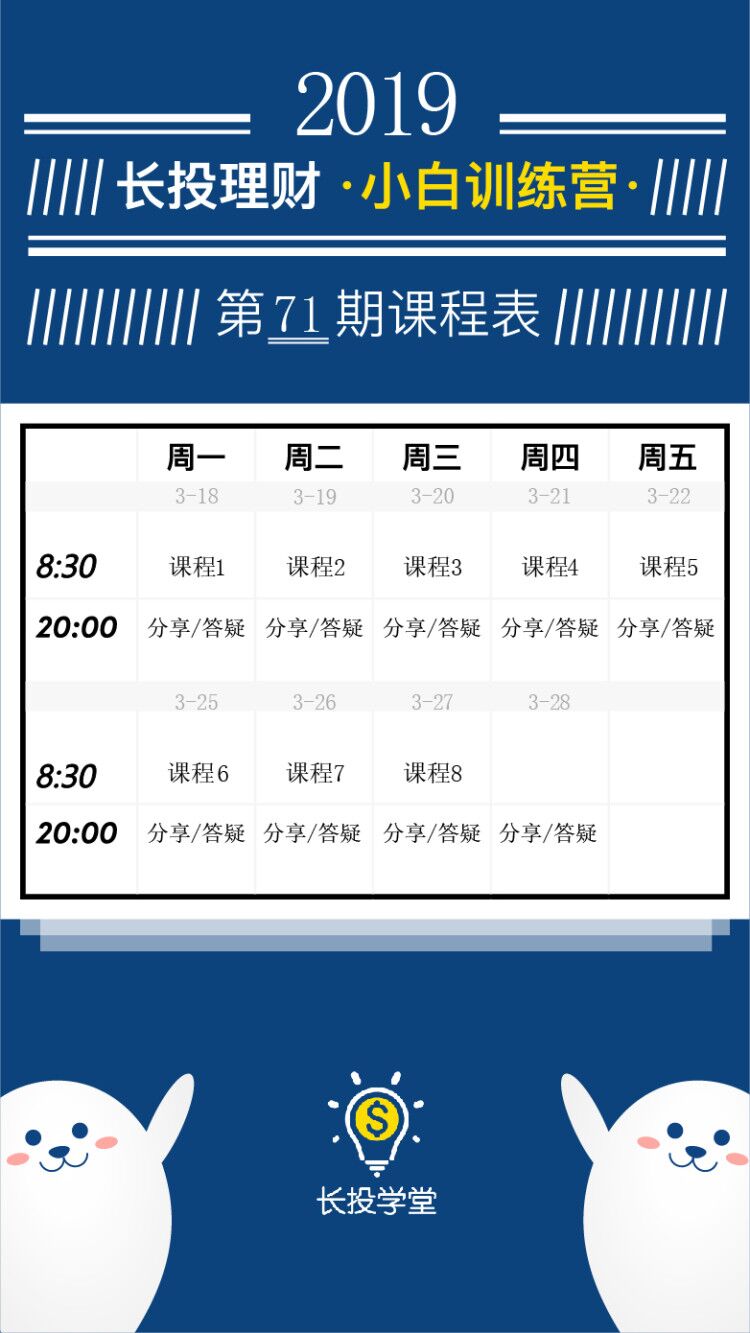 2019
长投理财 ·小白训练营·
第71期课程表
周一 周二 周三 周四 周五
3-18 3-19 3-20 3-21 3-22
8:30 课程1 课程2 课程3 课程4 课程5
20:00 分享/答疑 分享/答疑 分享/答疑 分享/答疑 分享/答疑
3-25 3-26 3-27 3-28
8:30 课程6 课程7 课程8
20:00 分享/答疑 分享/答疑 分享/答疑 分享/答疑
$
长投学堂